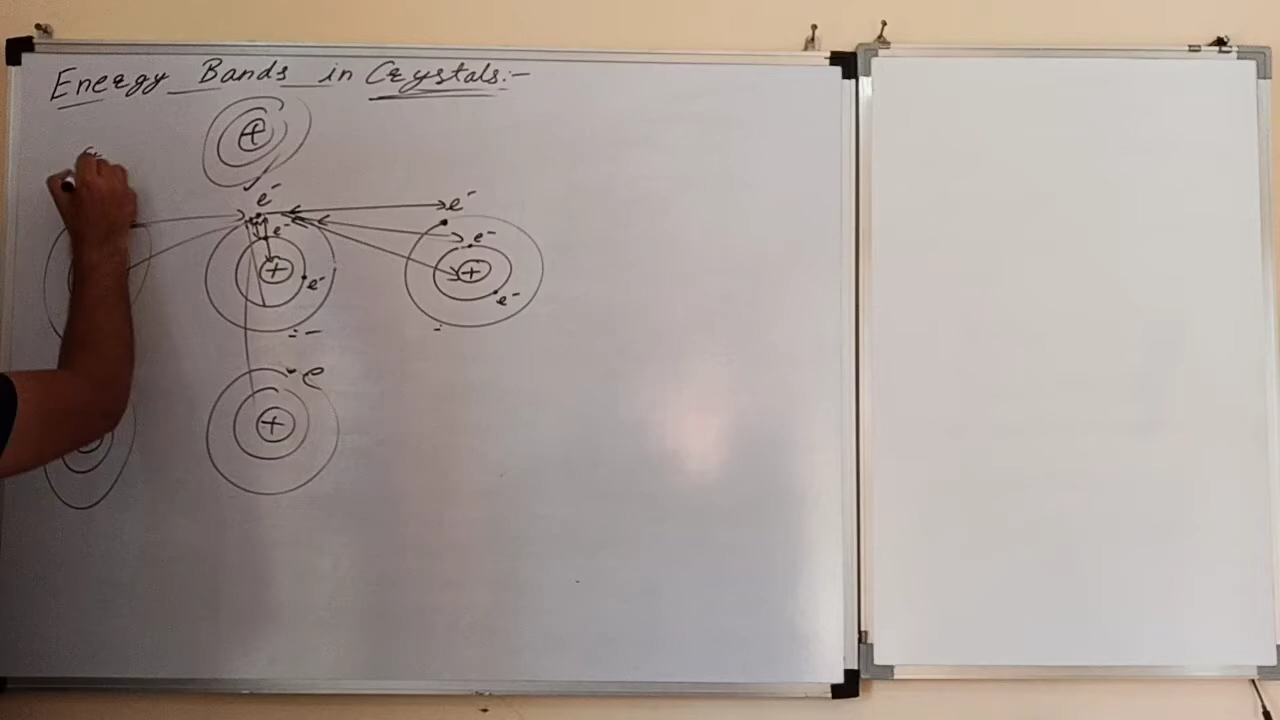 Energy Bands in Crystals:-
+
e⁻
e⁻
e⁻
e⁻
+
e⁻
+
e⁻
e
+